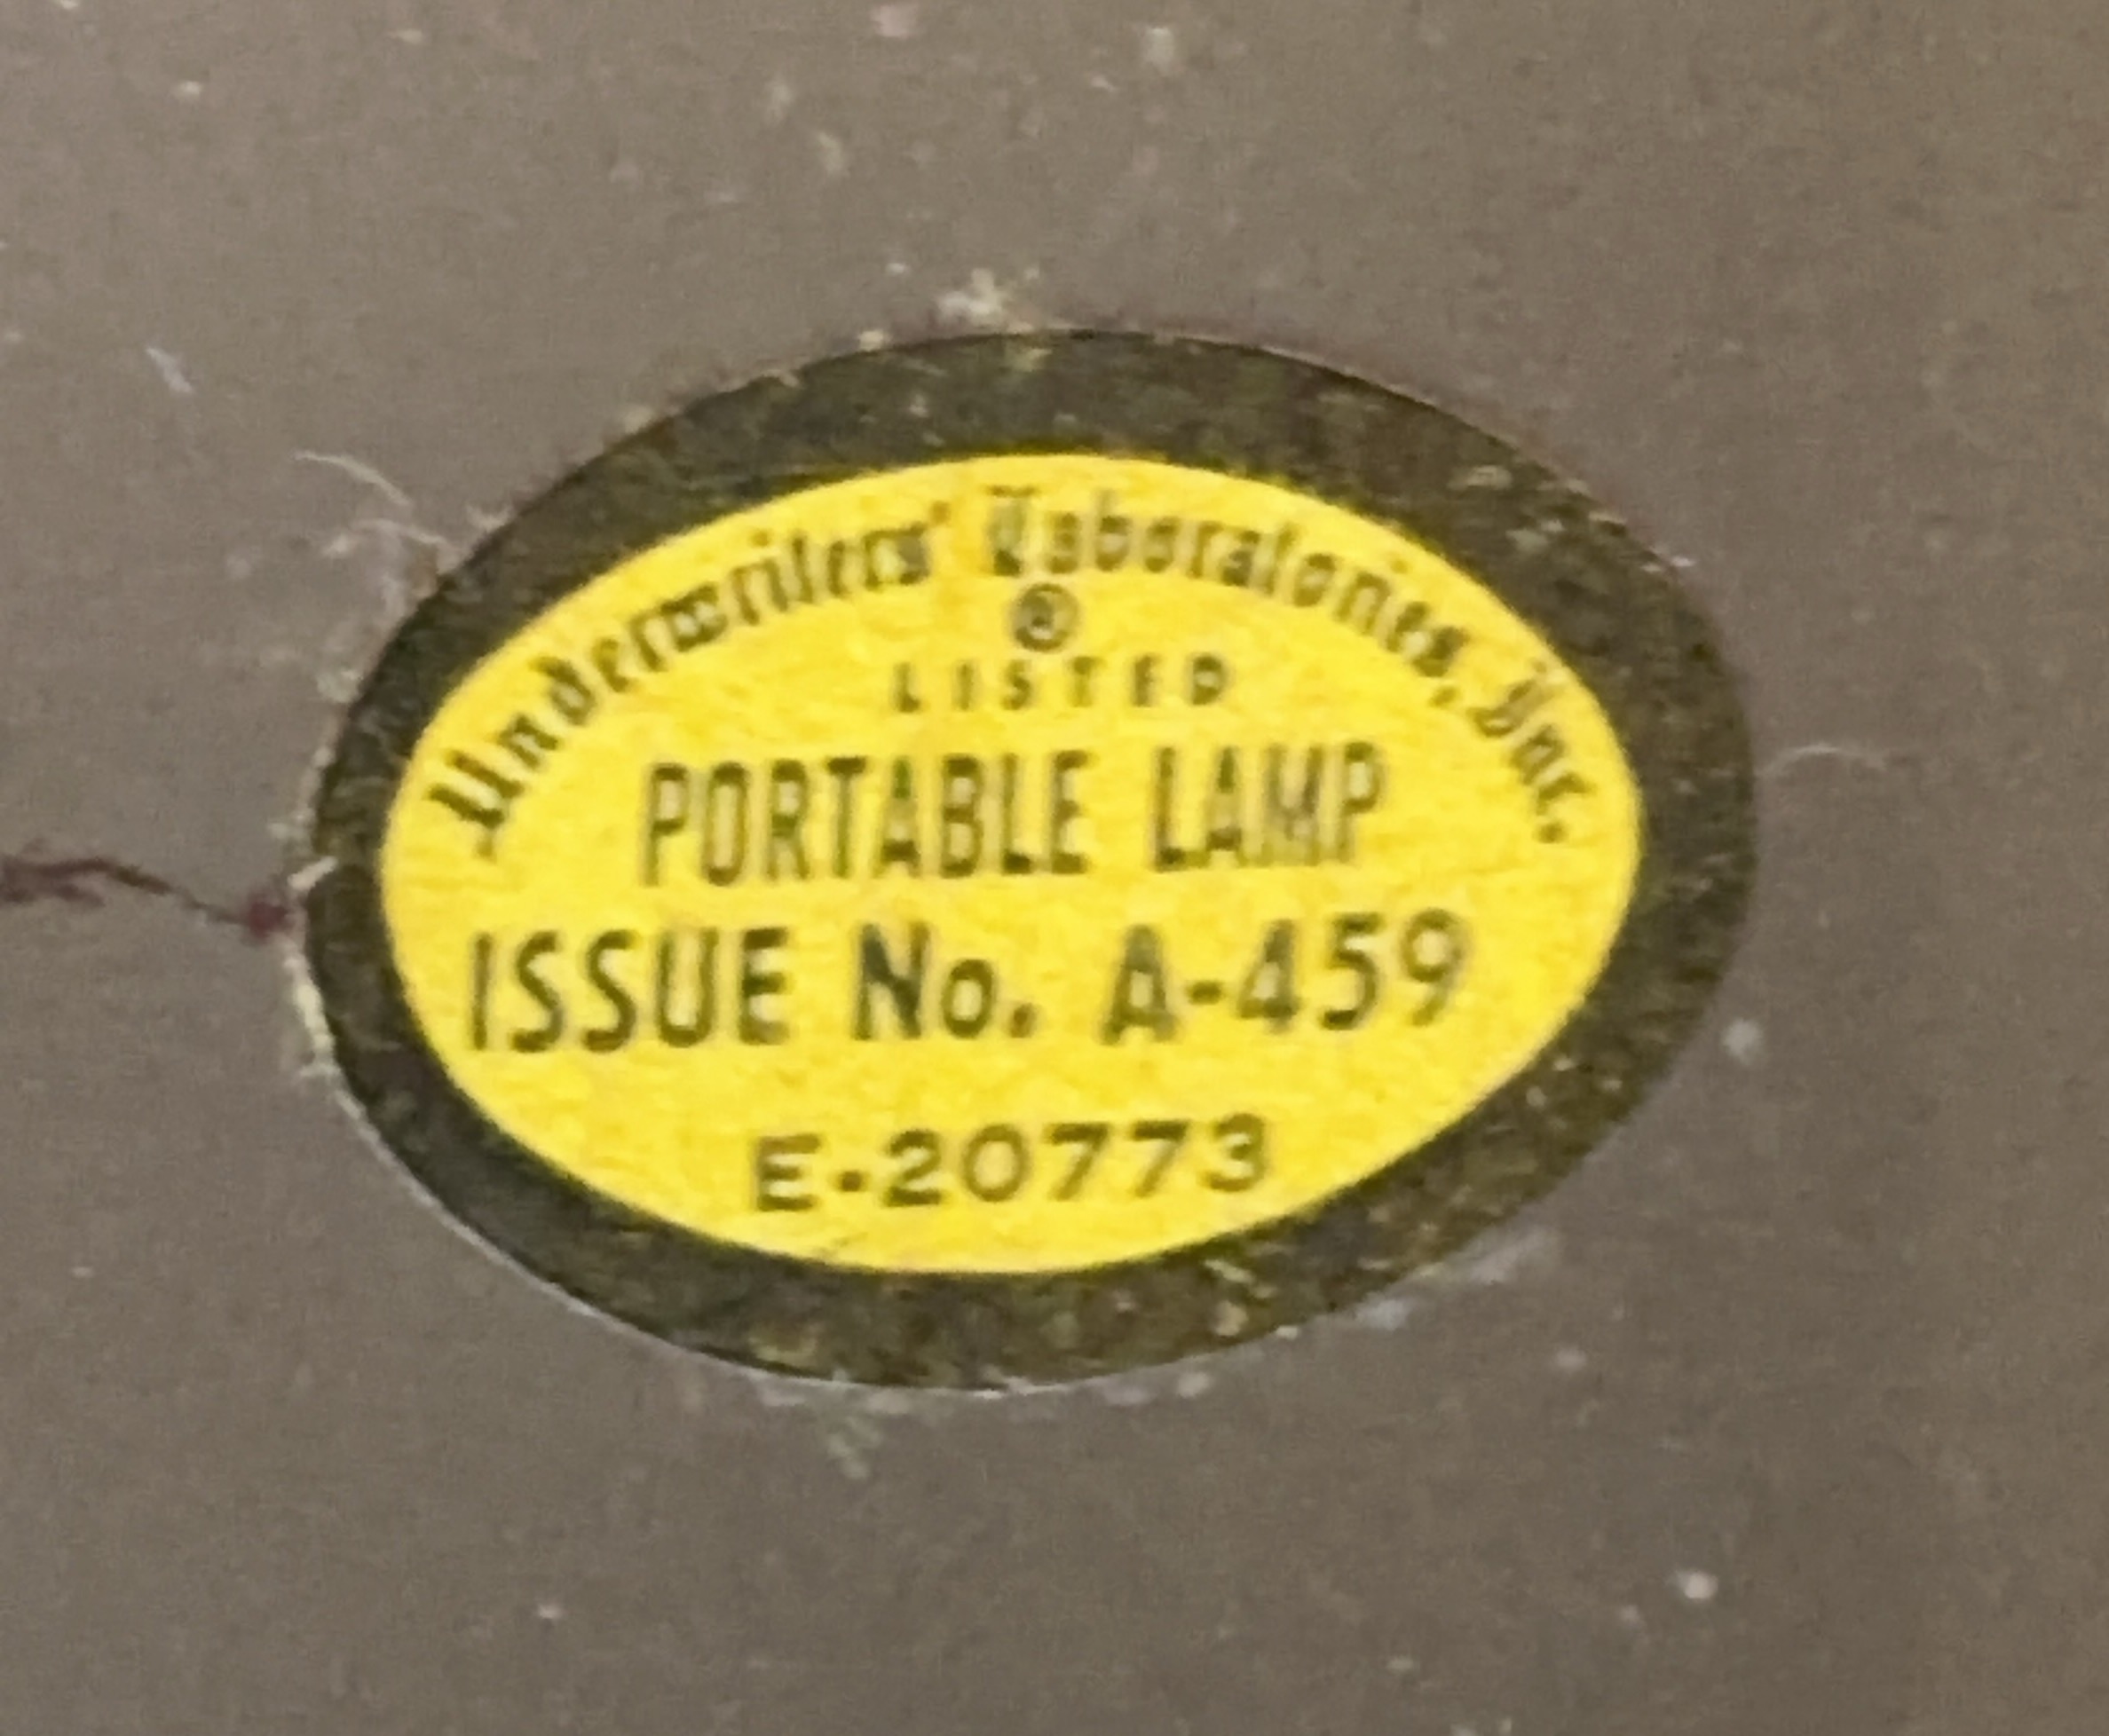 Underwriters' Laboratories, Inc.
®
LISTED
PORTABLE LAMP
ISSUE No. A-459
E-20773